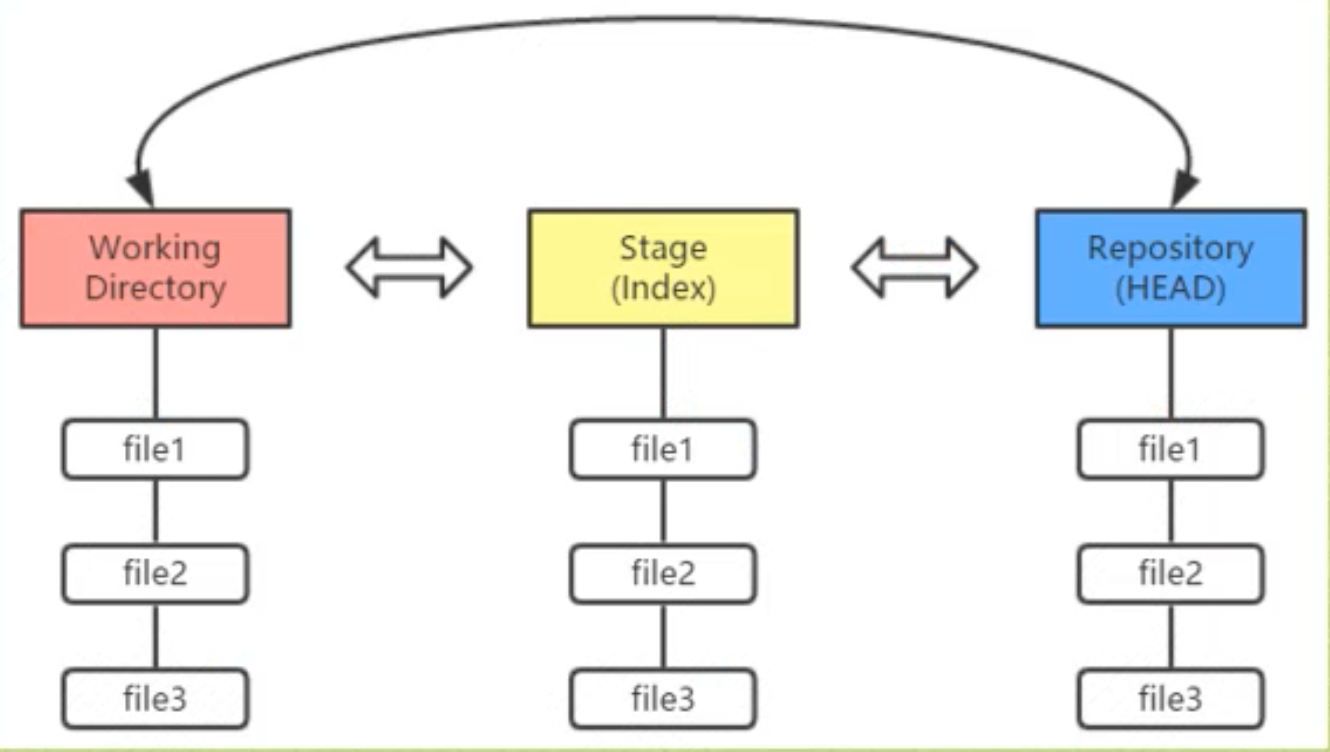 Working
Directory
Stage
(Index)
Repository
(HEAD)
file1
file1
file1
file2
file2
file2
file3
file3
file3